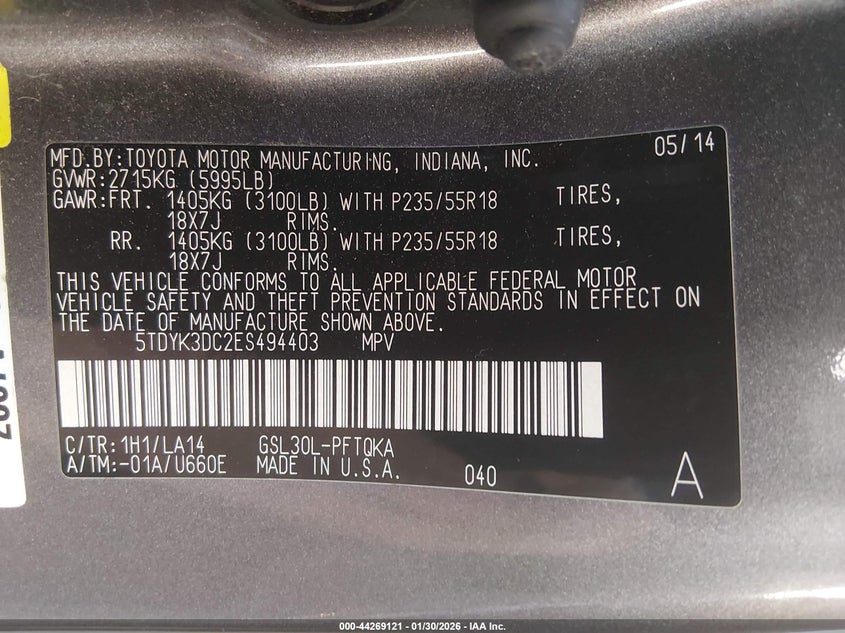 MFD.BY:TOYOTA MOTOR MANUFACTURING, INDIANA, INC. 05/14
GVWR:2715KG (5995LB)
GAWR:FRT. 1405KG (3100LB) WITH P235/55R18 TIRES,
18X7J RIMS.
RR. 1405KG (3100LB) WITH P235/55R18 TIRES,
18X7J RIMS.
THIS VEHICLE CONFORMS TO ALL APPLICABLE FEDERAL MOTOR
VEHICLE SAFETY AND THEFT PREVENTION STANDARDS IN EFFECT ON
THE DATE OF MANUFACTURE SHOWN ABOVE.
5TDYK3DC2ES494403 MPV
C/TR:1H1/LA14 GSL30L-PFTQKA
A/TM:-01A/U660E MADE IN U.S.A. 040 A
000-44269121 - 01/30/2026 - IAA Inc.